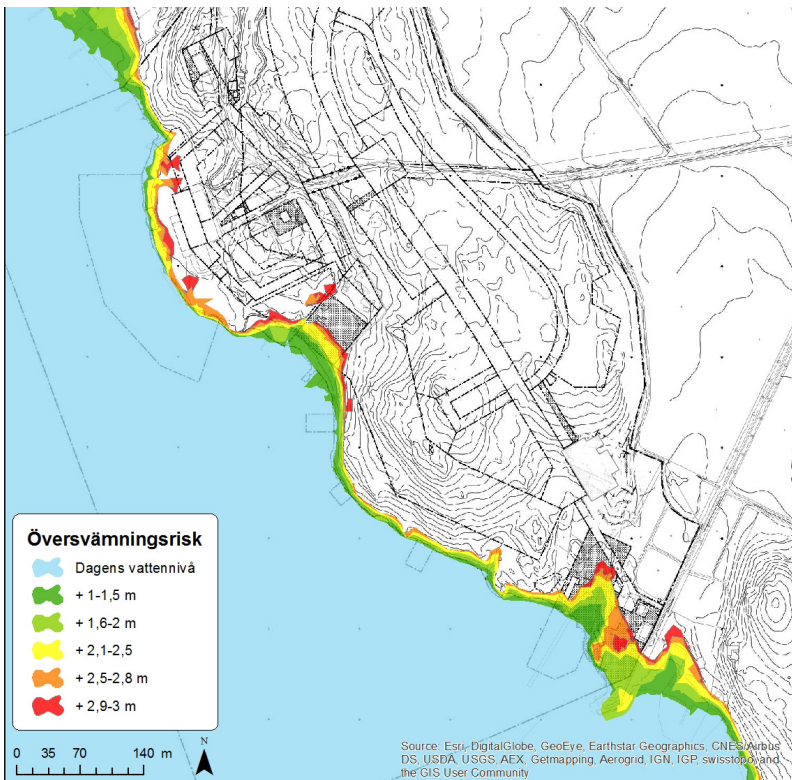 Översvämningsrisk
Dagens vattennivå
+ 1-1,5 m
+ 1,6-2 m
+ 2,1-2,5
+ 2,5-2,8 m
+ 2,9-3 m
0 35 70 140 m
N
Source: Esri, DigitalGlobe, GeoEye, Earthstar Geographics, CNES/Airbus
DS, USDA, USGS, AEX, Getmapping, Aerogrid, IGN, IGP, swisstopo, and
the GIS User Community